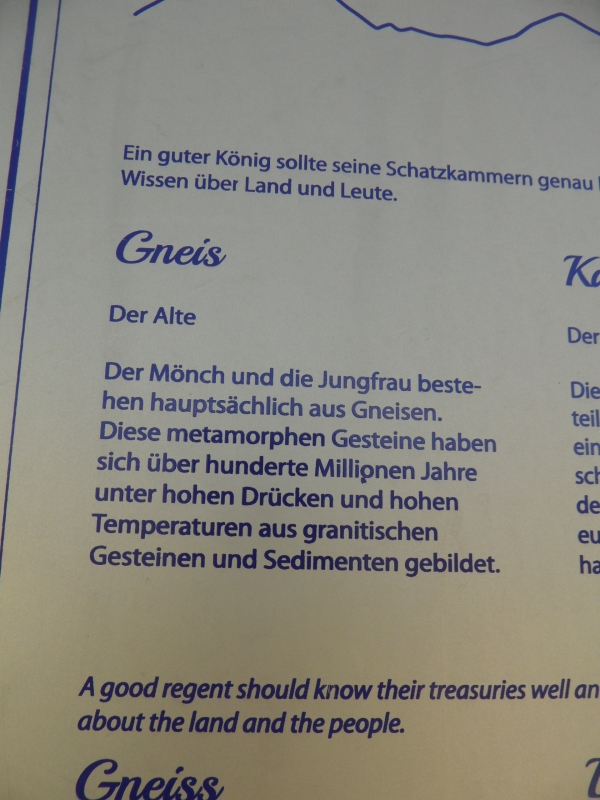 Ein guter König sollte seine Schatzkammern genau
Wissen über Land und Leute.
Gneis
Der Alte
Der Mönch und die Jungfrau beste-
hen hauptsächlich aus Gneisen.
Diese metamorphen Gesteine haben
sich über hunderte Millionen Jahre
unter hohen Drücken und hohen
Temperaturen aus granitischen
Gesteinen und Sedimenten gebildet.
Der
Die
A good regent should know their treasuries well
about the land and the people.
Gneiss